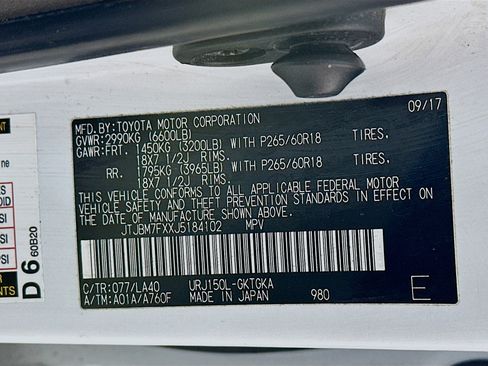 09/17
MFD.BY:TOYOTA MOTOR CORPORATION
GVWR:2990KG (6600LB)
GAWR:FRT. 1450KG (3200LB) WITH P265/60R18 TIRES.
18X7 1/2J RIMS.
RR. 1795KG (3965LB) WITH P265/60R18 TIRES.
18X7 1/2J RIMS.
THIS VEHICLE CONFORMS TO ALL APPLICABLE FEDERAL MOTOR
VEHICLE SAFETY AND THEFT PREVENTION STANDARDS IN EFFECT ON
THE DATE OF MANUFACTURE SHOWN ABOVE.
JTJBM7FXXJ5184102 MPV
C/TR:077/LA40 URJ150L-GKTGKA
A/TM:A01A/A760F MADE IN JAPAN 980 E
D 6 60B20